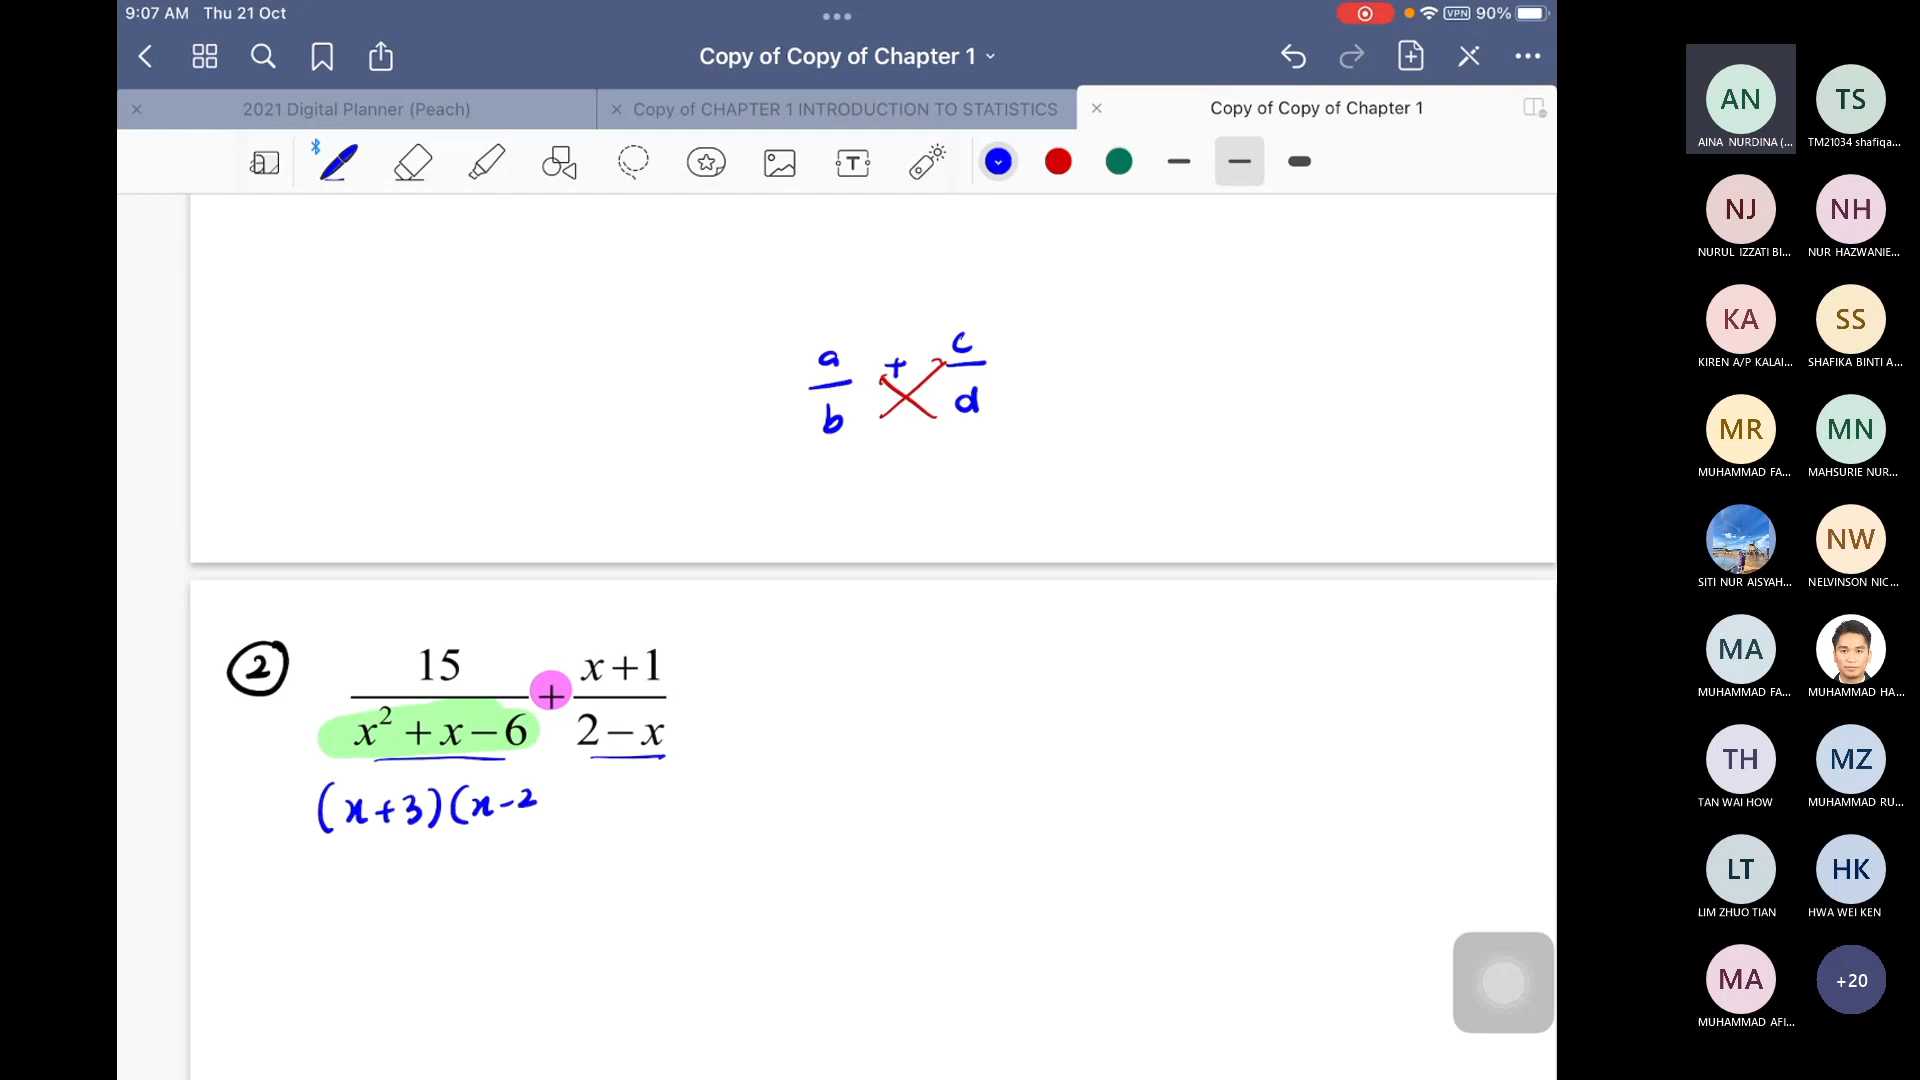 9:07 AM Thu 21 Oct
VPN 90%
Copy of Copy of Chapter 1
2021 Digital Planner (Peach)
Copy of CHAPTER 1 INTRODUCTION TO STATISTICS
Copy of Copy of Chapter 1
T
a/b + c/d
② 15/(x² + x − 6) + (x + 1)/(2 − x)
(x+3)(x-2
AN
AINA NURDINA (...
TS
TM21034 shafiqa...
NJ
NURUL IZZATI BI...
NH
NUR HAZWANIE...
KA
KIREN A/P KALAI...
SS
SHAFIKA BINTI A...
MR
MUHAMMAD FA...
MN
MAHSURIE NUR...
SITI NUR AISYAH...
NW
NELVINSON NIC...
MA
MUHAMMAD FA...
MUHAMMAD HA...
TH
TAN WAI HOW
MZ
MUHAMMAD RU...
LT
LIM ZHUO TIAN
HK
HWA WEI KEN
MA
MUHAMMAD AFI...
+20